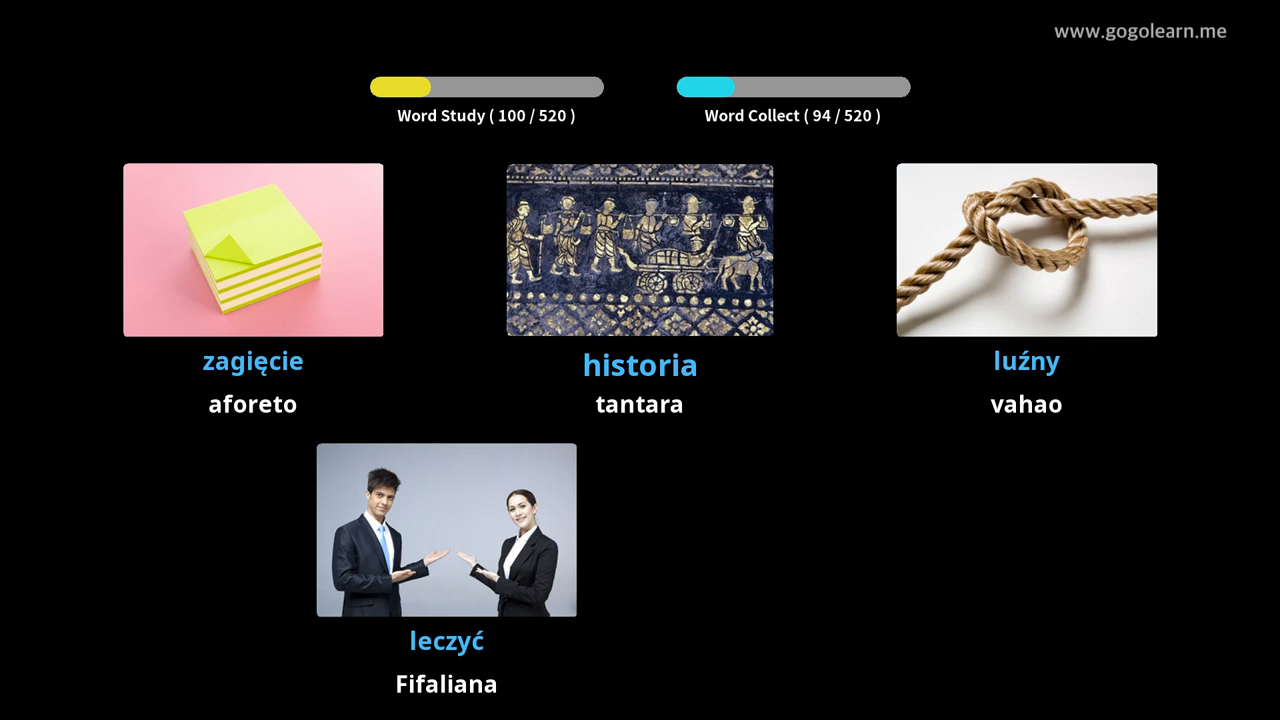 www.gogolearn.me
Word Study ( 100 / 520 )
Word Collect ( 94 / 520 )
zagięcie
aforeto
historia
tantara
luźny
vahao
leczyć
Fifaliana